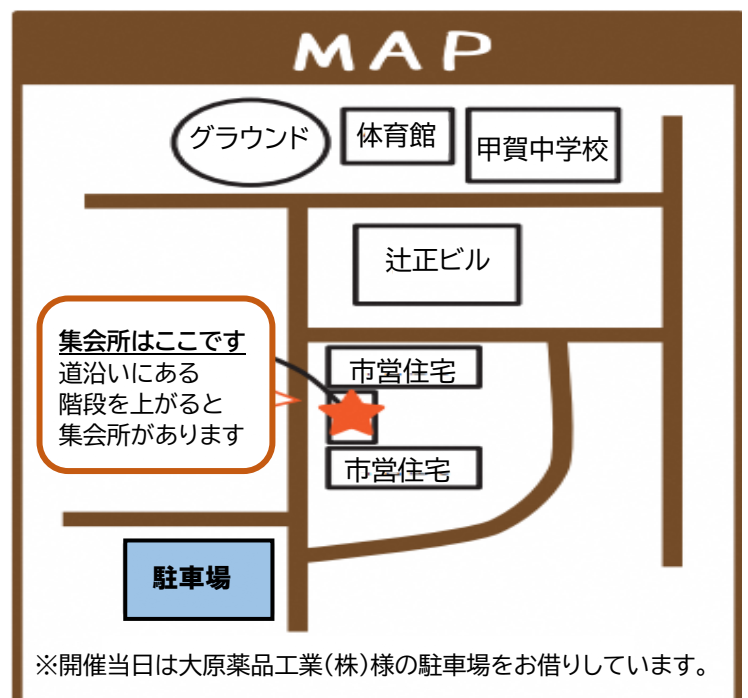 MAP
グラウンド
体育館
甲賀中学校
辻正ビル
集会所はここです
道沿いにある
階段を上がると
集会所があります
市営住宅
市営住宅
駐車場
※開催当日は大原薬品工業(株)様の駐車場をお借りしています。